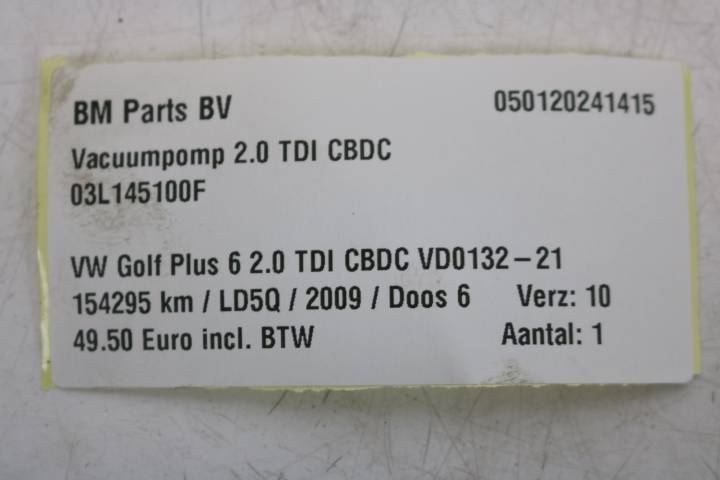 BM Parts BV 050120241415
Vacuumpomp 2.0 TDI CBDC
03L145100F
VW Golf Plus 6 2.0 TDI CBDC VD0132-21
154295 km / LD5Q / 2009 / Doos 6 Verz: 10
49.50 Euro incl. BTW Aantal: 1